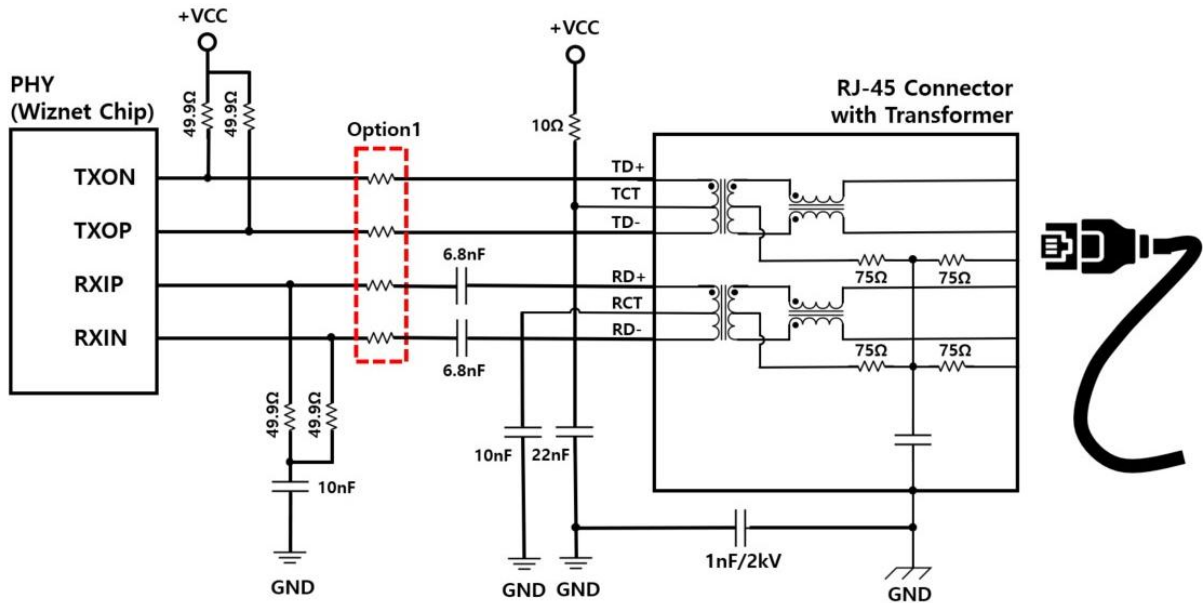 +VCC
+VCC
PHY
(Wiznet Chip)
49.9Ω
49.9Ω
Option1
10Ω
RJ-45 Connector
with Transformer
TXON
TD+
TCT
TXOP
TD-
6.8nF
75Ω
75Ω
RXIP
RD+
RCT
RXIN
RD-
6.8nF
75Ω
75Ω
49.9Ω
49.9Ω
10nF
22nF
10nF
1nF/2kV
GND
GND
GND
GND